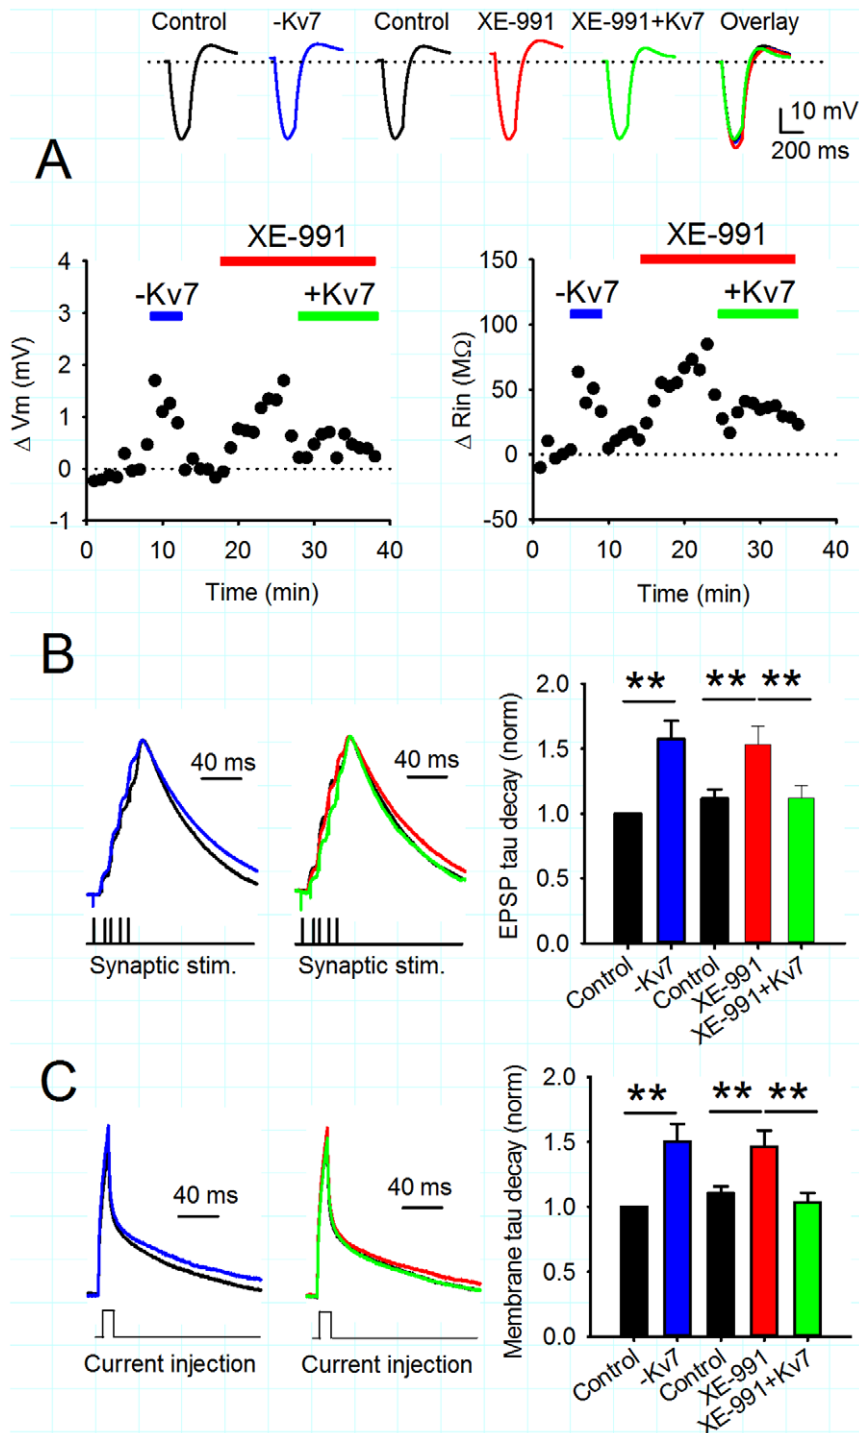 Control -Kv7 Control XE-991 XE-991+Kv7 Overlay
10 mV
200 ms
A
XE-991
-Kv7 +Kv7
4
3
2
1
0
-1
Δ Vm (mV)
0 10 20 30 40
Time (min)
XE-991
-Kv7 +Kv7
150
100
50
0
-50
Δ Rin (MΩ)
0 10 20 30 40
Time (min)
B
40 ms
Synaptic stim.
40 ms
Synaptic stim.
** ** **
2.0
1.5
1.0
0.5
0.0
EPSP tau decay (norm)
Control
-Kv7
Control
XE-991
XE-991+Kv7
C
40 ms
Current injection
40 ms
Current injection
** ** **
2.0
1.5
1.0
0.5
0.0
Membrane tau decay (norm)
Control
-Kv7
Control
XE-991
XE-991+Kv7